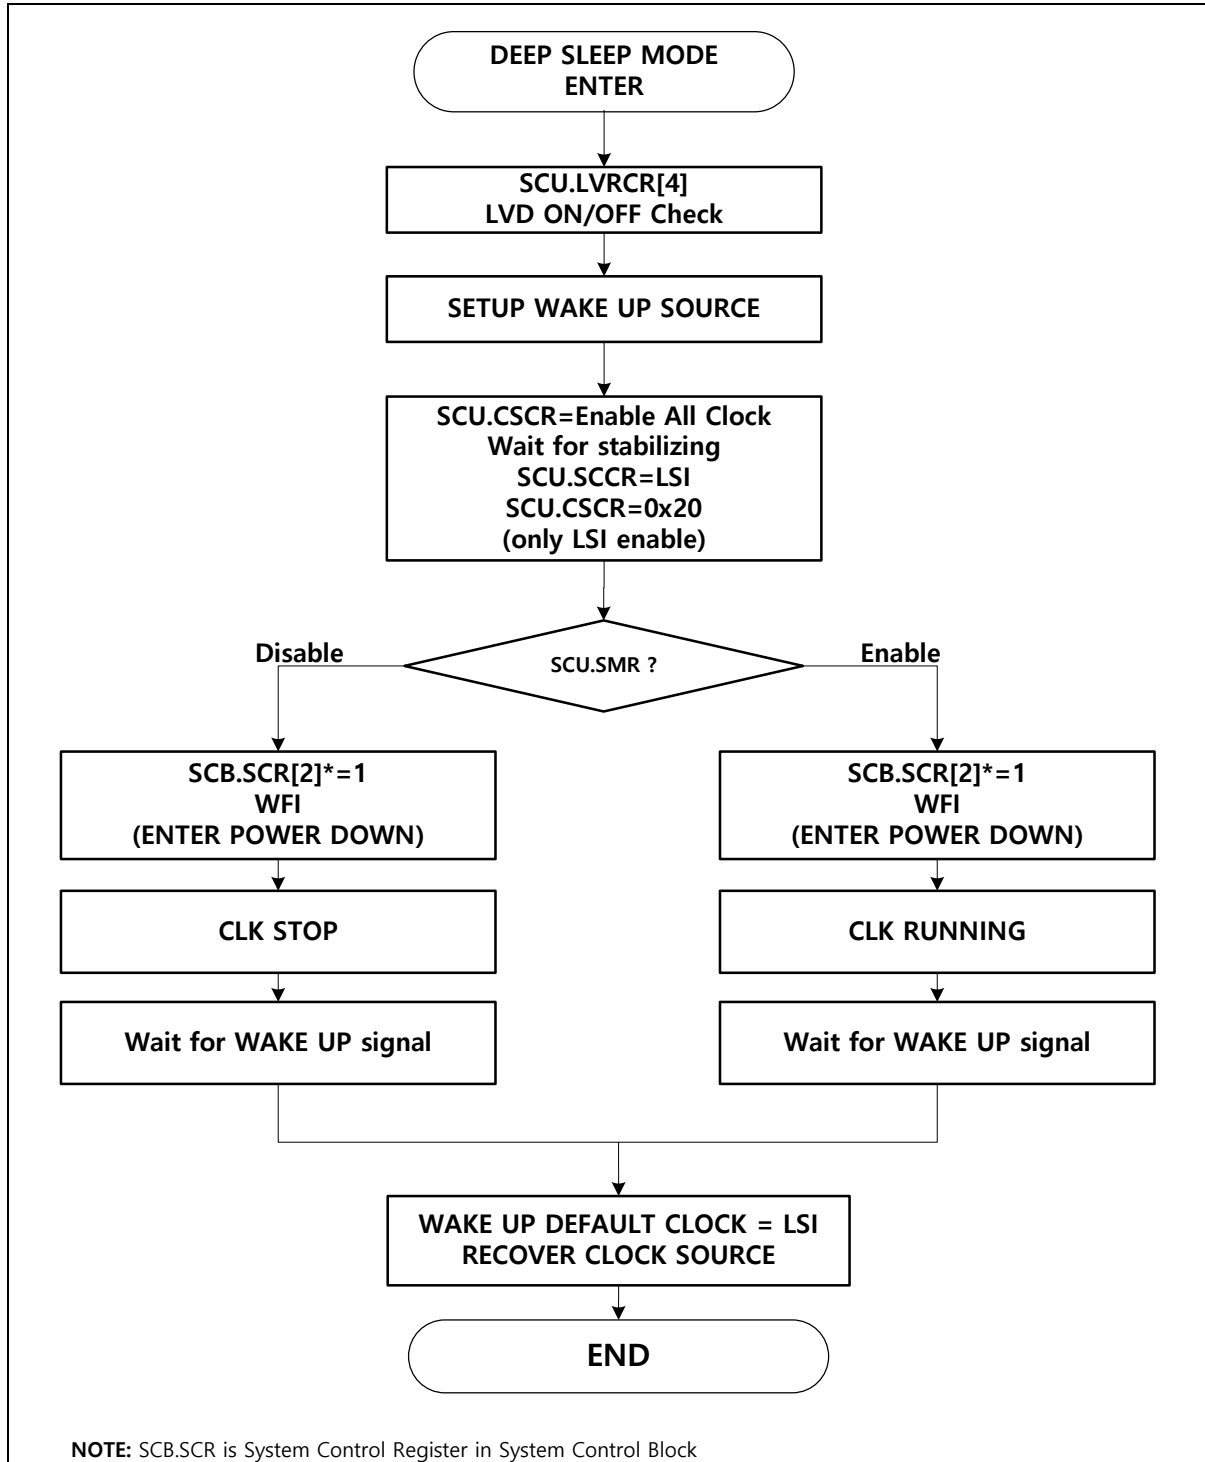 DEEP SLEEP MODE
ENTER
SCU.LVRCR[4]
LVD ON/OFF Check
SETUP WAKE UP SOURCE
SCU.CSCR=Enable All Clock
Wait for stabilizing
SCU.SCCR=LSI
SCU.CSCR=0x20
(only LSI enable)
SCU.SMR ?
Disable
Enable
SCB.SCR[2]*=1
WFI
(ENTER POWER DOWN)
CLK STOP
Wait for WAKE UP signal
SCB.SCR[2]*=1
WFI
(ENTER POWER DOWN)
CLK RUNNING
Wait for WAKE UP signal
WAKE UP DEFAULT CLOCK = LSI
RECOVER CLOCK SOURCE
END
NOTE: SCB.SCR is System Control Register in System Control Block